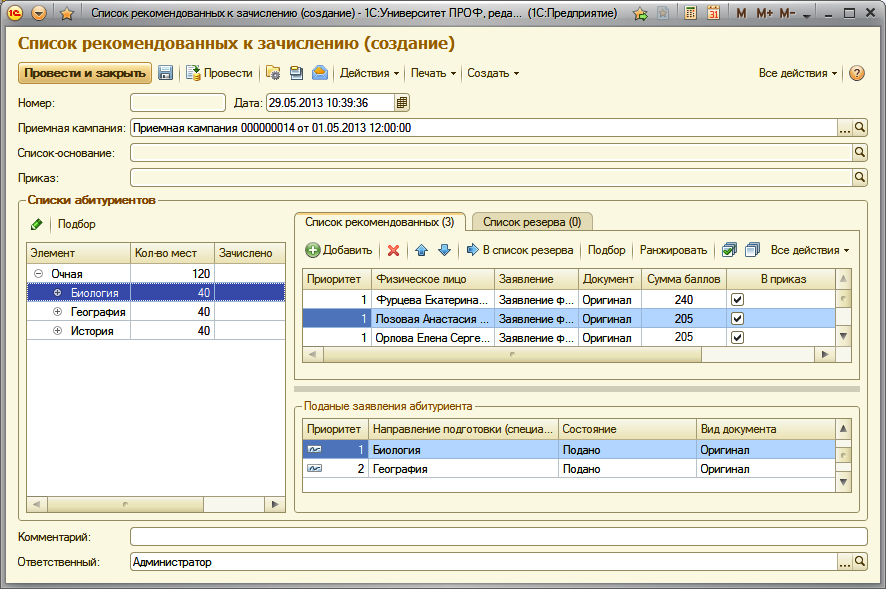 Список рекомендованных к зачислению (создание) - 1С:Университет ПРОФ, реда... (1С:Предприятие)
M M+ M-
Список рекомендованных к зачислению (создание)
Провести и закрыть Провести Действия Печать Создать Все действия
Номер: Дата: 29.05.2013 10:39:36
Приемная кампания: Приемная кампания 000000014 от 01.05.2013 12:00:00
Список-основание:
Приказ:
Списки абитуриентов
Подбор
Элемент Кол-во мест Зачислено
Очная 120
Биология 40
География 40
История 40
Список рекомендованных (3) Список резерва (0)
Добавить В список резерва Подбор Ранжировать Все действия
Приоритет Физическое лицо Заявление Документ Сумма баллов В приказ
1 Фурцева Екатерина... Заявление ф... Оригинал 240
1 Лозовая Анастасия ... Заявление ф... Оригинал 205
1 Орлова Елена Серге... Заявление ф... Оригинал 205
Поданые заявления абитуриента
Приоритет Направление подготовки (специа... Состояние Вид документа
1 Биология Подано Оригинал
2 География Подано Оригинал
Комментарий:
Ответственный: Администратор